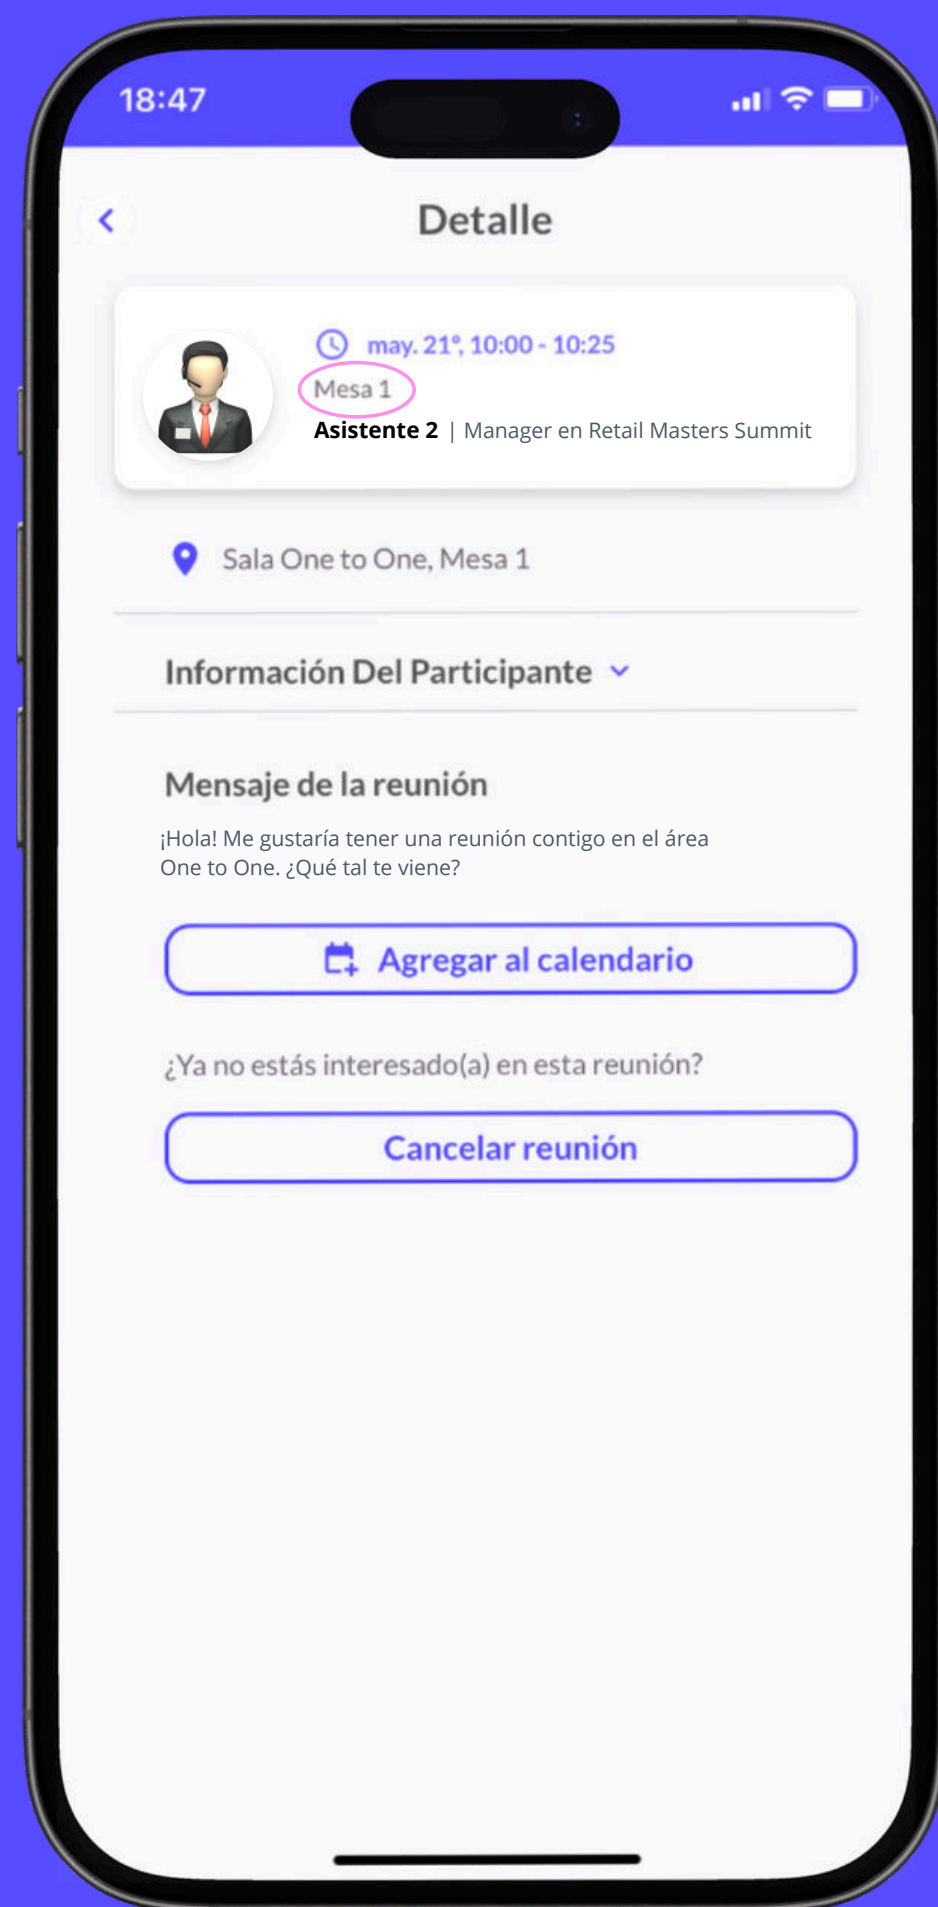 18:47
Detalle
may. 21º, 10:00 - 10:25
Mesa 1
Asistente 2 | Manager en Retail Masters Summit
Sala One to One, Mesa 1
Información Del Participante
Mensaje de la reunión
¡Hola! Me gustaría tener una reunión contigo en el área
One to One. ¿Qué tal te viene?
Agregar al calendario
¿Ya no estás interesado(a) en esta reunión?
Cancelar reunión